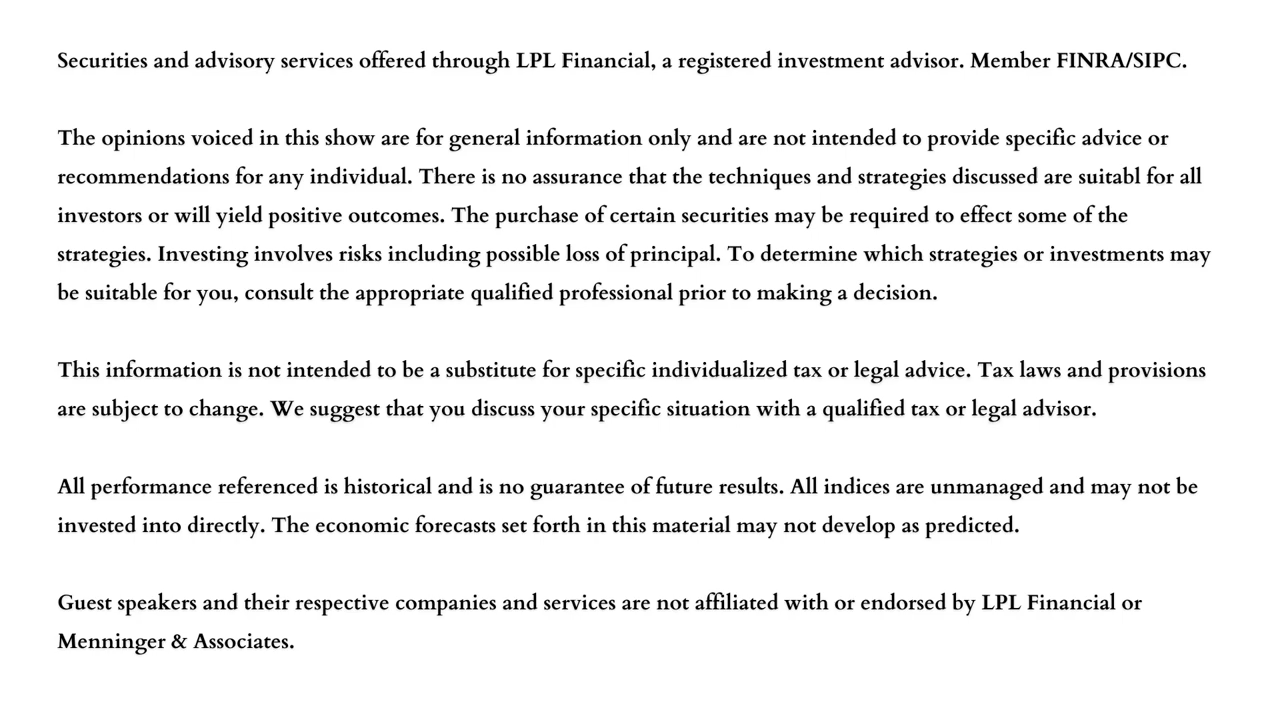 Securities and advisory services offered through LPL Financial, a registered investment advisor. Member FINRA/SIPC.
The opinions voiced in this show are for general information only and are not intended to provide specific advice or
recommendations for any individual. There is no assurance that the techniques and strategies discussed are suitabl for all
investors or will yield positive outcomes. The purchase of certain securities may be required to effect some of the
strategies. Investing involves risks including possible loss of principal. To determine which strategies or investments may
be suitable for you, consult the appropriate qualified professional prior to making a decision.
This information is not intended to be a substitute for specific individualized tax or legal advice. Tax laws and provisions
are subject to change. We suggest that you discuss your specific situation with a qualified tax or legal advisor.
All performance referenced is historical and is no guarantee of future results. All indices are unmanaged and may not be
invested into directly. The economic forecasts set forth in this material may not develop as predicted.
Guest speakers and their respective companies and services are not affiliated with or endorsed by LPL Financial or
Menninger & Associates.